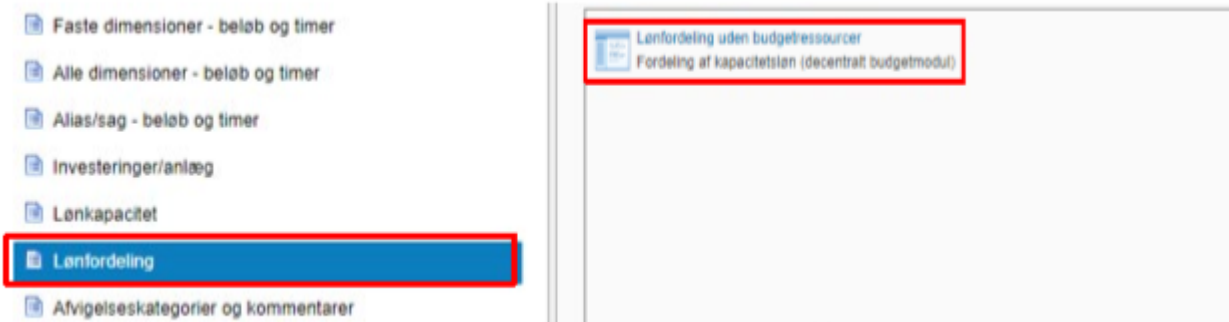 Faste dimensioner - beløb og timer
Alle dimensioner - beløb og timer
Alias/sag - beløb og timer
Investeringer/anlæg
Lønkapacitet
Lønfordeling
Afvigelseskategorier og kommentarer
Lønfordeling uden budgetressourcer
Fordeling af kapacitetsløn (decentralt budgetmodul)